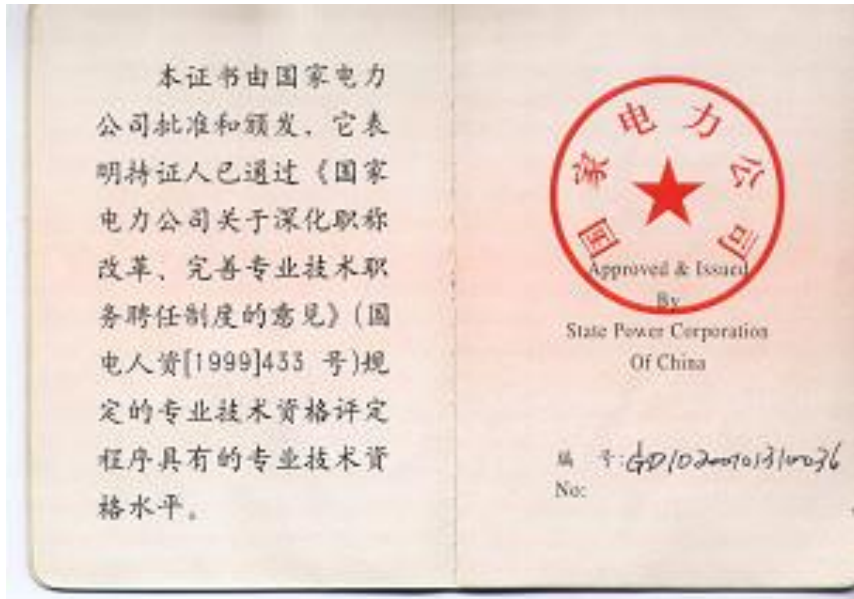 本证书由国家电力
公司批准和颁发，它表
明持证人已通过《国家
电力公司关于深化职称
改革、完善专业技术职
务聘任制度的意见》(国
电人资[1999]433 号)规
定的专业技术资格评定
程序具有的专业技术资
格水平。
国家电力公司
Approved & Issued
By
State Power Corporation
Of China
编 号:
No: